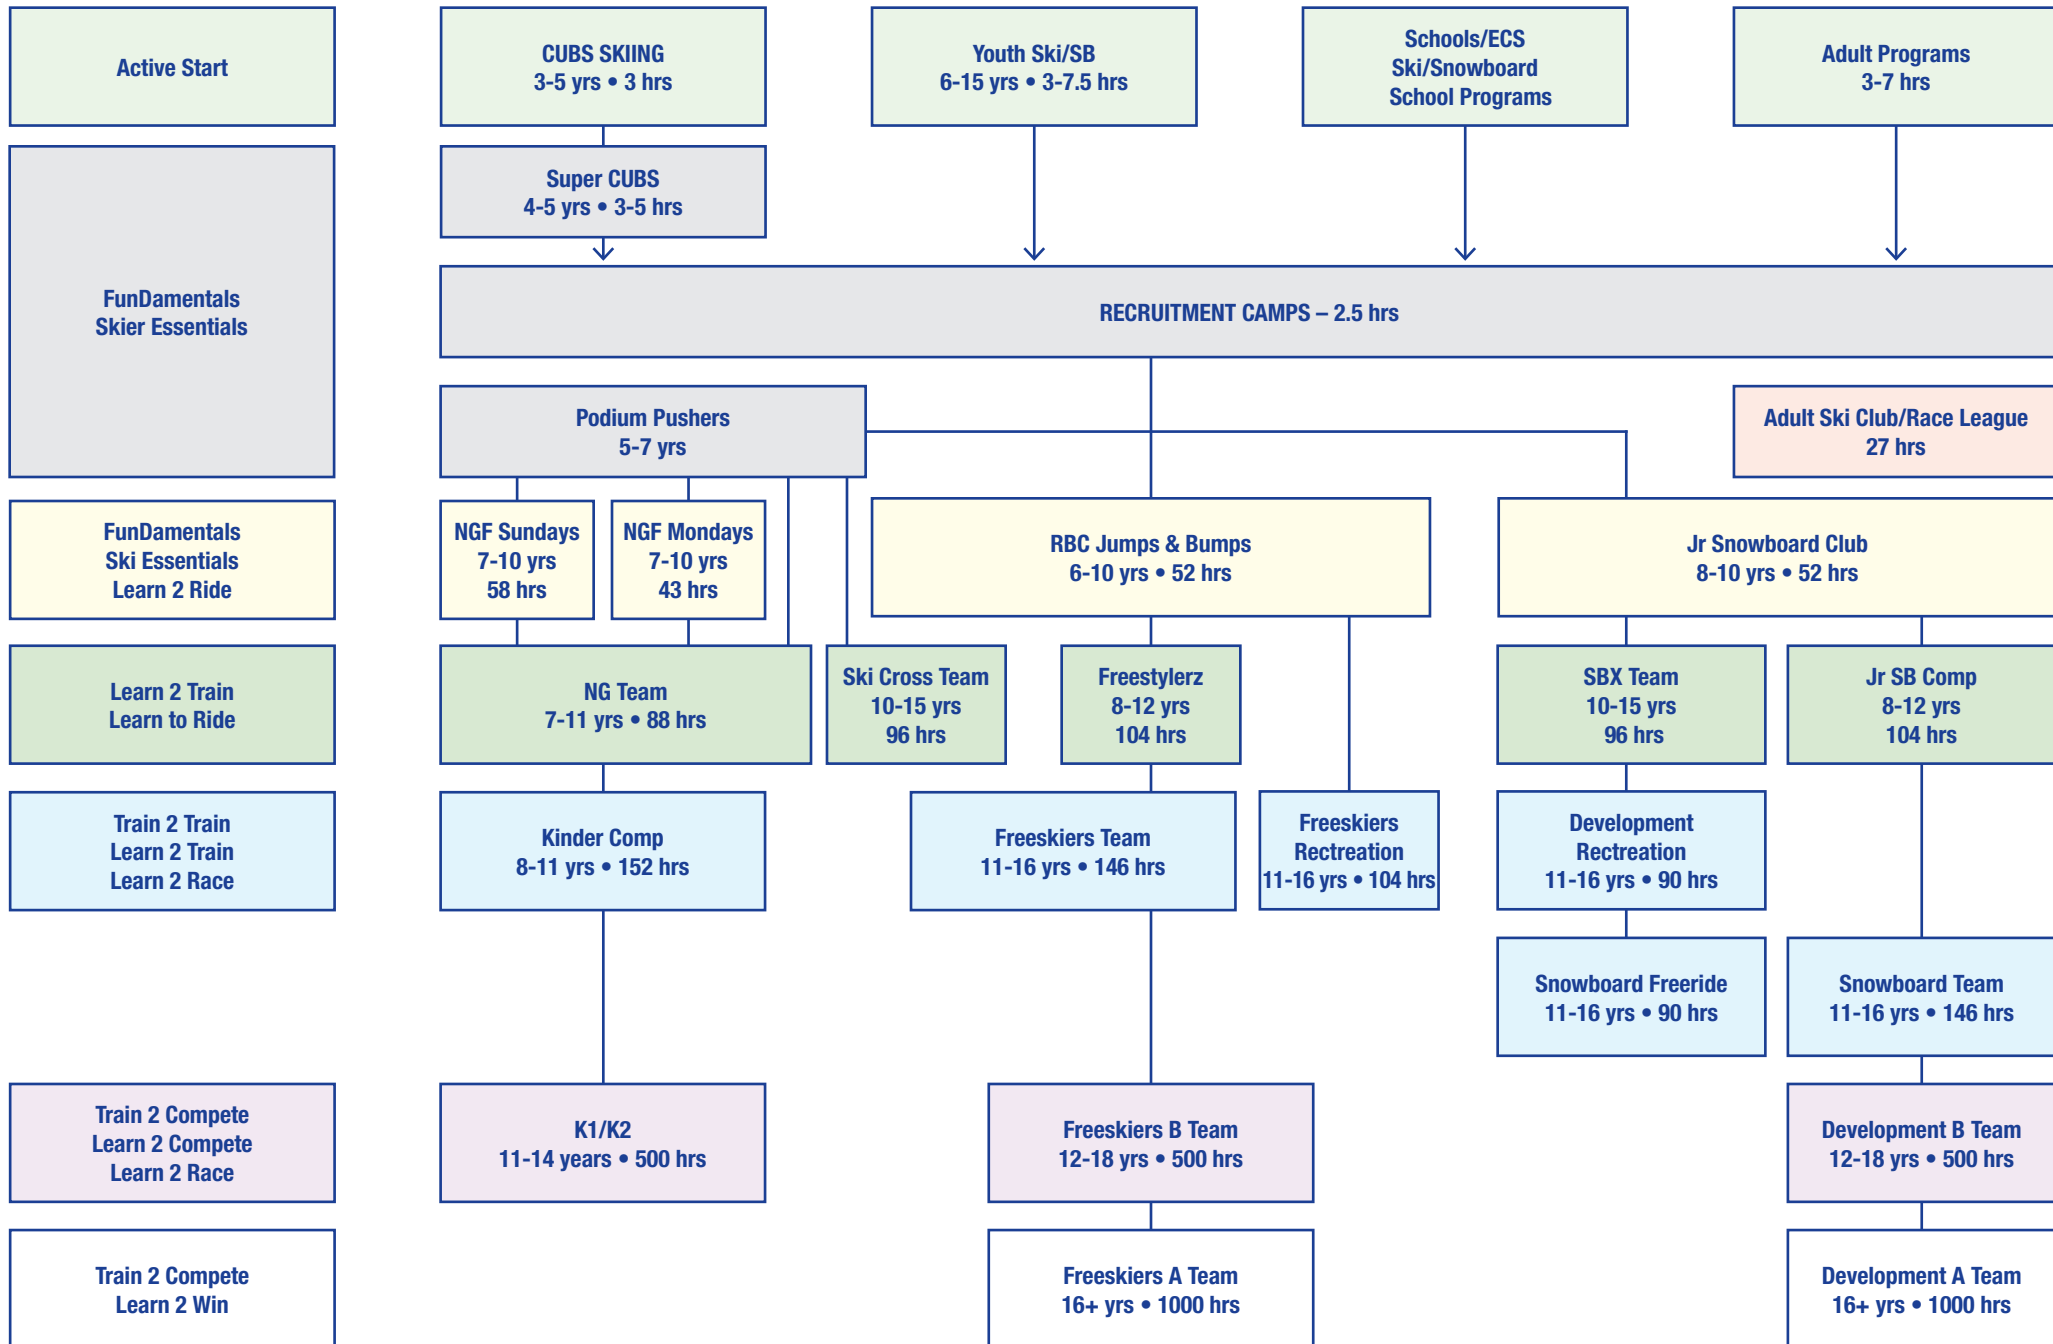 Active Start
CUBS SKIING
3-5 yrs • 3 hrs
Youth Ski/SB
6-15 yrs • 3-7.5 hrs
Schools/ECS
Ski/Snowboard
School Programs
Adult Programs
3-7 hrs
FunDamentals
Skier Essentials
Super CUBS
4-5 yrs • 3-5 hrs
RECRUITMENT CAMPS – 2.5 hrs
Podium Pushers
5-7 yrs
Adult Ski Club/Race League
27 hrs
FunDamentals
Ski Essentials
Learn 2 Ride
NGF Sundays
7-10 yrs
58 hrs
NGF Mondays
7-10 yrs
43 hrs
RBC Jumps & Bumps
6-10 yrs • 52 hrs
Jr Snowboard Club
8-10 yrs • 52 hrs
Learn 2 Train
Learn to Ride
NG Team
7-11 yrs • 88 hrs
Ski Cross Team
10-15 yrs
96 hrs
Freestylerz
8-12 yrs
104 hrs
SBX Team
10-15 yrs
96 hrs
Jr SB Comp
8-12 yrs
104 hrs
Train 2 Train
Learn 2 Train
Learn 2 Race
Kinder Comp
8-11 yrs • 152 hrs
Freeskiers Team
11-16 yrs • 146 hrs
Freeskiers
Rectreation
11-16 yrs • 104 hrs
Development
Rectreation
11-16 yrs • 90 hrs
Snowboard Freeride
11-16 yrs • 90 hrs
Snowboard Team
11-16 yrs • 146 hrs
Train 2 Compete
Learn 2 Compete
Learn 2 Race
K1/K2
11-14 years • 500 hrs
Freeskiers B Team
12-18 yrs • 500 hrs
Development B Team
12-18 yrs • 500 hrs
Train 2 Compete
Learn 2 Win
Freeskiers A Team
16+ yrs • 1000 hrs
Development A Team
16+ yrs • 1000 hrs